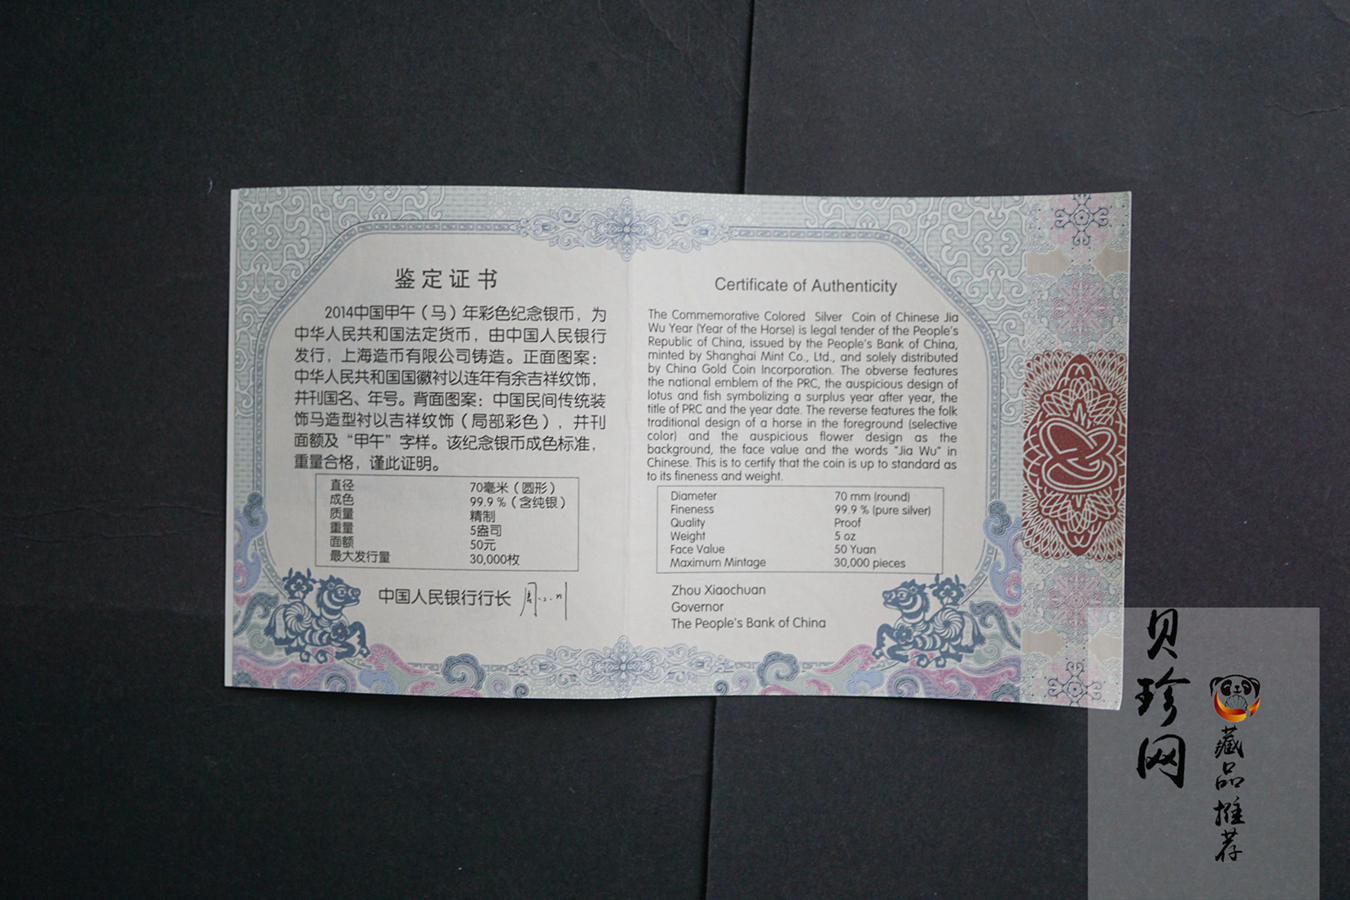 鉴定证书
2014中国甲午（马）年彩色纪念银币，为
中华人民共和国法定货币，由中国人民银行
发行，上海造币有限公司铸造。正面图案：
中华人民共和国国徽衬以连年有余吉祥纹饰，
并刊国名、年号。背面图案：中国民间传统装
饰马造型衬以吉祥纹饰（局部彩色），并刊
面额及“甲午”字样。该纪念银币成色标准，
重量合格，谨此证明。
直径 70毫米（圆形）
成色 99.9％（含纯银）
质量 精制
重量 5盎司
面额 50元
最大发行量 30,000枚
中国人民银行行长
Certificate of Authenticity
The Commemorative Colored Silver Coin of Chinese Jia
Wu Year (Year of the Horse) is legal tender of the People's
Republic of China, issued by the People's Bank of China,
minted by Shanghai Mint Co., Ltd., and solely distributed
by China Gold Coin Incorporation. The obverse features
the national emblem of the PRC, the auspicious design of
lotus and fish symbolizing a surplus year after year, the
title of PRC and the year date. The reverse features the folk
traditional design of a horse in the foreground (selective
color) and the auspicious flower design as the
background, the face value and the words "Jia Wu" in
Chinese. This is to certify that the coin is up to standard as
to its fineness and weight.
Diameter 70 mm (round)
Fineness 99.9 % (pure silver)
Quality Proof
Weight 5 oz
Face Value 50 Yuan
Maximum Mintage 30,000 pieces
Zhou Xiaochuan
Governor
The People's Bank of China
贝珍网
藏品推荐